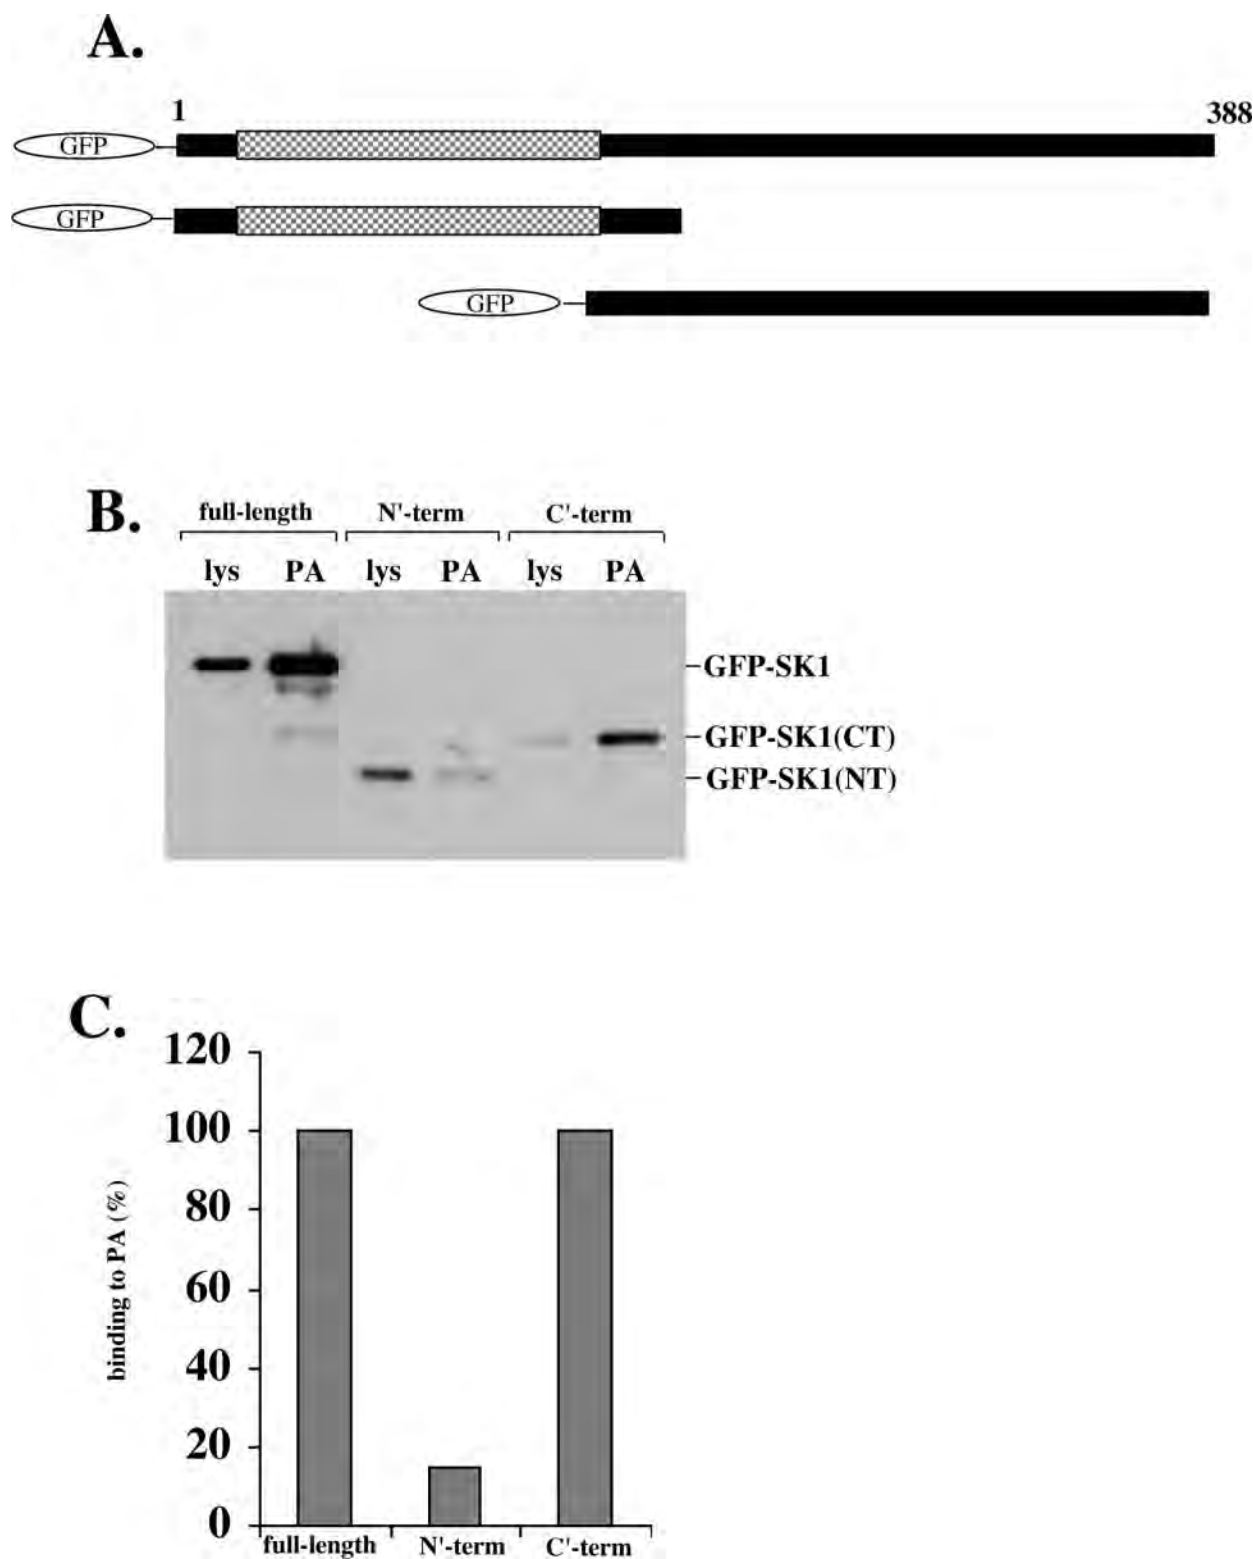 A.
1 388
GFP
GFP
GFP
B.
full-length N'-term C'-term
lys PA lys PA lys PA
GFP-SK1
GFP-SK1(CT)
GFP-SK1(NT)
C.
120
100
80
60
40
20
0
binding to PA (%)
full-length N'-term C'-term